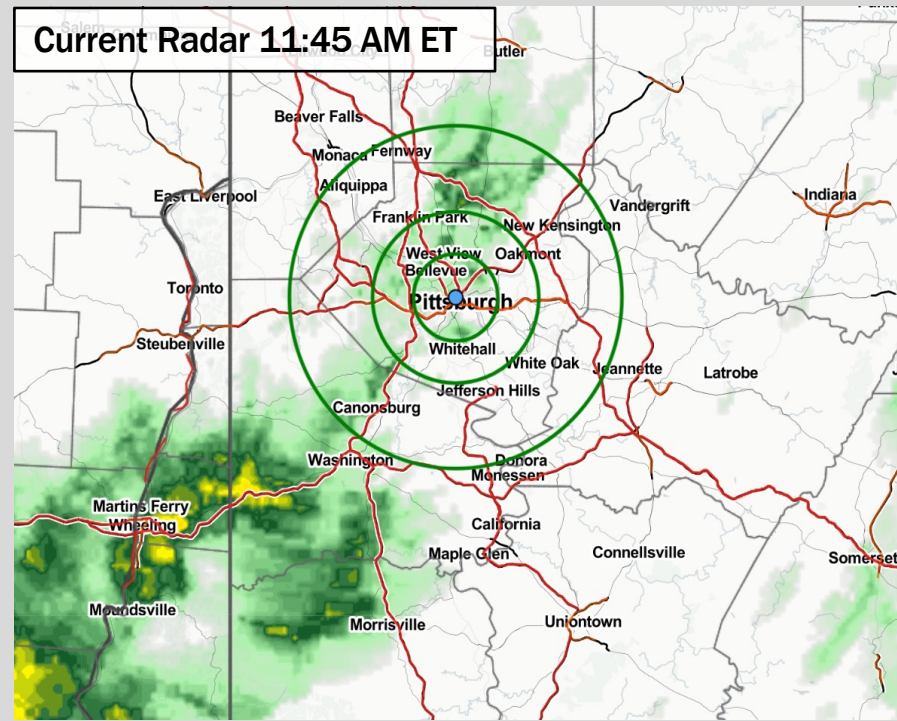 Current Radar 11:45 AM ET
Butler
Beaver Falls
Monaca
Fernway
Aliquippa
East Liverpool
Indiana
Vandergrift
Franklin Park
New Kensington
West View
Oakmont
Bellevue
Toronto
Pittsburgh
Steubenville
Whitehall
White Oak
Jeannette
Latrobe
Jefferson Hills
Canonsburg
Washington
Donora
Monessen
Martins Ferry
Wheeling
California
Maple Glen
Connellsville
Somerset
Moundsville
Morrisville
Uniontown